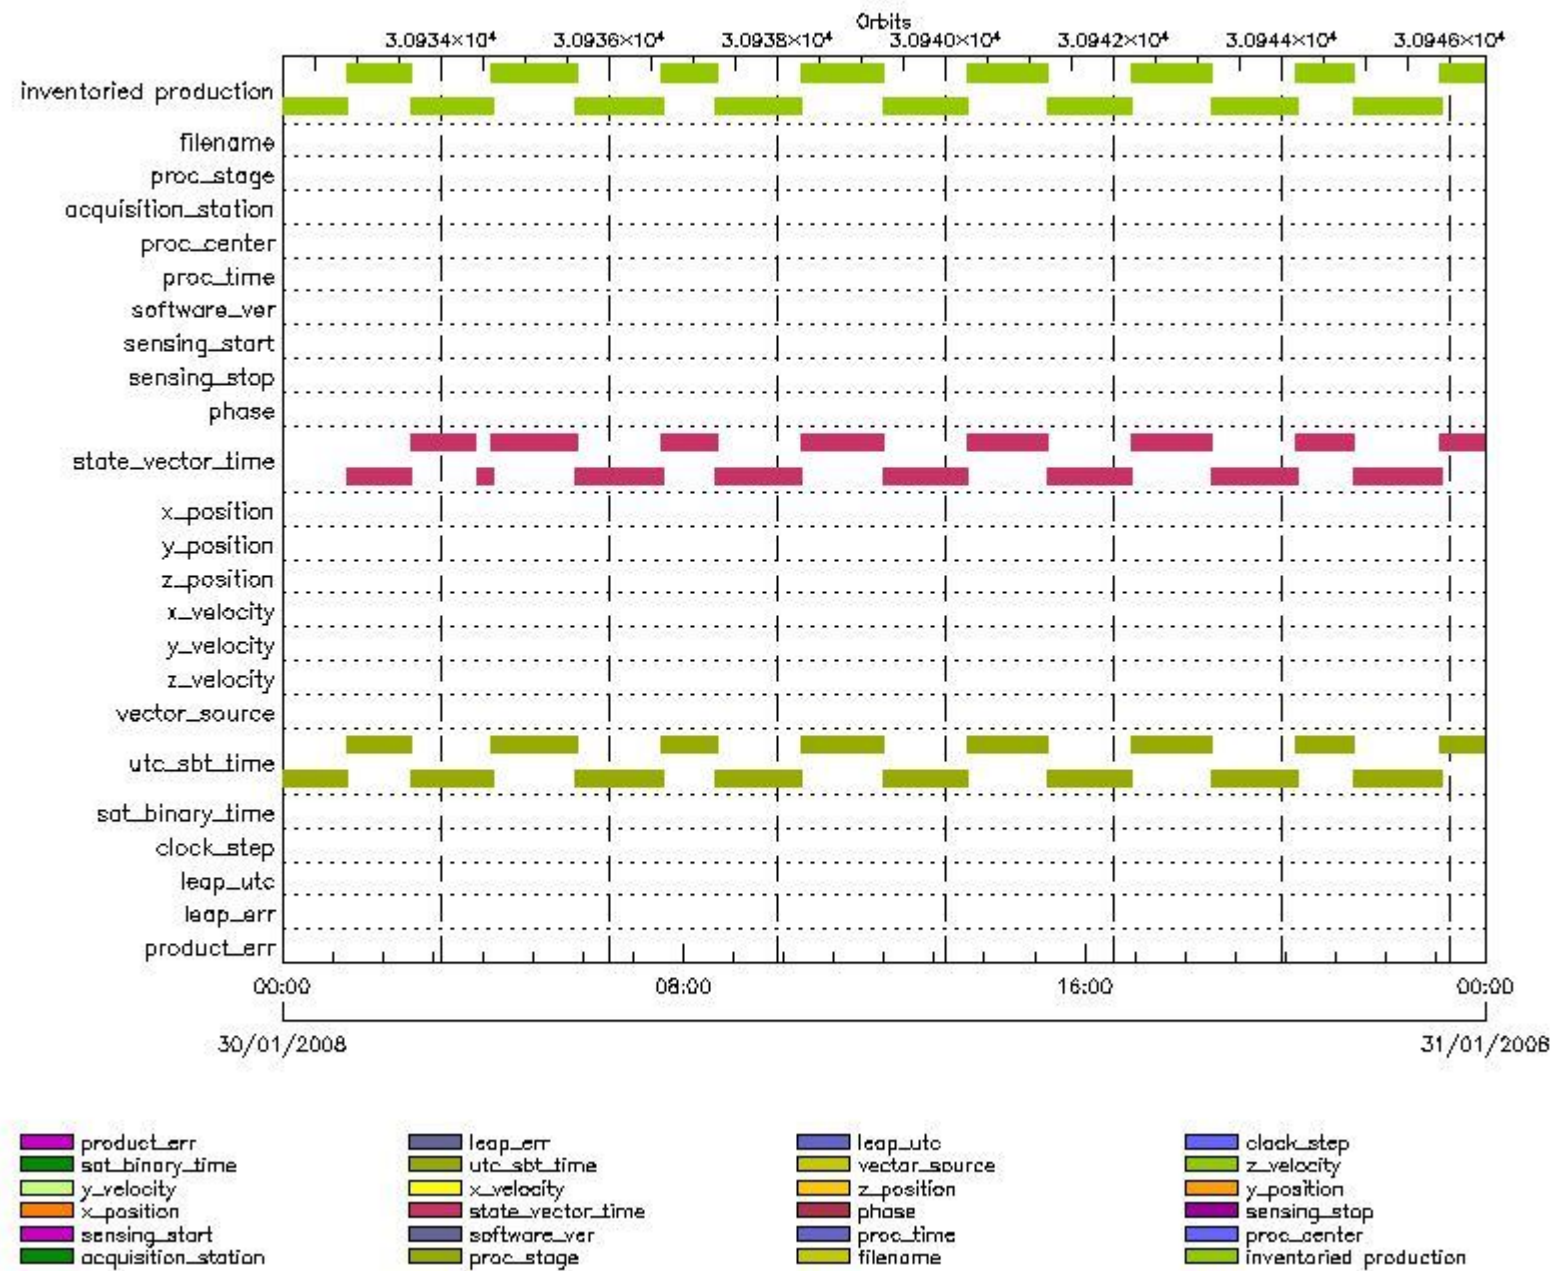 Orbits
3.0934×10⁴ 3.0936×10⁴ 3.0938×10⁴ 3.0940×10⁴ 3.0942×10⁴ 3.0944×10⁴ 3.0946×10⁴
inventoried production
filename
proc_stage
acquisition_station
proc_center
proc_time
software_ver
sensing_start
sensing_stop
phase
state_vector_time
x_position
y_position
z_position
x_velocity
y_velocity
z_velocity
vector_source
utc_sbt_time
sat_binary_time
clock_step
leap_utc
leap_err
product_err
00:00 08:00 16:00 00:00
30/01/2008 31/01/2008
product_err leap_err leap_utc clock_step
sat_binary_time utc_sbt_time vector_source z_velocity
y_velocity x_velocity z_position y_position
x_position state_vector_time phase sensing_stop
sensing_start software_ver proc_time proc_center
acquisition_station proc_stage filename inventoried production